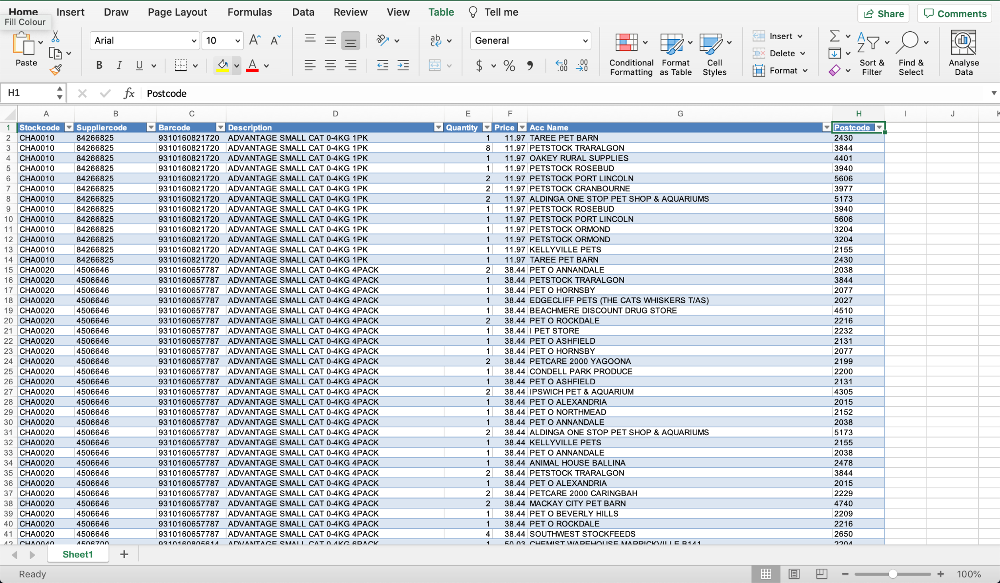 Home Insert Draw Page Layout Formulas Data Review View Table Tell me Share Comments
Fill Colour
Paste
Arial 10
B I U A
ab
General
$ % ,
Conditional Formatting
Format as Table
Cell Styles
Insert
Delete
Format
Sort & Filter
Find & Select
Analyse Data
H1 fx Postcode
A B C D E F G H I J K
1 Stockcode Suppliercode Barcode Description Quantity Price Acc Name Postcode
2 CHA0010 84266825 9310160821720 ADVANTAGE SMALL CAT 0-4KG 1PK 1 11.97 TAREE PET BARN 2430
3 CHA0010 84266825 9310160821720 ADVANTAGE SMALL CAT 0-4KG 1PK 8 11.97 PETSTOCK TRARALGON 3844
4 CHA0010 84266825 9310160821720 ADVANTAGE SMALL CAT 0-4KG 1PK 1 11.97 OAKEY RURAL SUPPLIES 4401
5 CHA0010 84266825 9310160821720 ADVANTAGE SMALL CAT 0-4KG 1PK 1 11.97 PETSTOCK ROSEBUD 3940
6 CHA0010 84266825 9310160821720 ADVANTAGE SMALL CAT 0-4KG 1PK 2 11.97 PETSTOCK PORT LINCOLN 5606
7 CHA0010 84266825 9310160821720 ADVANTAGE SMALL CAT 0-4KG 1PK 2 11.97 PETSTOCK CRANBOURNE 3977
8 CHA0010 84266825 9310160821720 ADVANTAGE SMALL CAT 0-4KG 1PK 2 11.97 ALDINGA ONE STOP PET SHOP & AQUARIUMS 5173
9 CHA0010 84266825 9310160821720 ADVANTAGE SMALL CAT 0-4KG 1PK 1 11.97 PETSTOCK ROSEBUD 3940
10 CHA0010 84266825 9310160821720 ADVANTAGE SMALL CAT 0-4KG 1PK 1 11.97 PETSTOCK PORT LINCOLN 5606
11 CHA0010 84266825 9310160821720 ADVANTAGE SMALL CAT 0-4KG 1PK 1 11.97 PETSTOCK ORMOND 3204
12 CHA0010 84266825 9310160821720 ADVANTAGE SMALL CAT 0-4KG 1PK 1 11.97 PETSTOCK ORMOND 3204
13 CHA0010 84266825 9310160821720 ADVANTAGE SMALL CAT 0-4KG 1PK 1 11.97 KELLYVILLE PETS 2155
14 CHA0010 84266825 9310160821720 ADVANTAGE SMALL CAT 0-4KG 1PK 1 11.97 TAREE PET BARN 2430
15 CHA0020 4506646 9310160657787 ADVANTAGE SMALL CAT 0-4KG 4PACK 2 38.44 PET O ANNANDALE 2038
16 CHA0020 4506646 9310160657787 ADVANTAGE SMALL CAT 0-4KG 4PACK 1 38.44 PETSTOCK TRARALGON 3844
17 CHA0020 4506646 9310160657787 ADVANTAGE SMALL CAT 0-4KG 4PACK 1 38.44 PET O HORNSBY 2077
18 CHA0020 4506646 9310160657787 ADVANTAGE SMALL CAT 0-4KG 4PACK 1 38.44 EDGECLIFF PETS (THE CATS WHISKERS T/AS) 2027
19 CHA0020 4506646 9310160657787 ADVANTAGE SMALL CAT 0-4KG 4PACK 1 38.44 BEACHMERE DISCOUNT DRUG STORE 4510
20 CHA0020 4506646 9310160657787 ADVANTAGE SMALL CAT 0-4KG 4PACK 2 38.44 PET O ROCKDALE 2216
21 CHA0020 4506646 9310160657787 ADVANTAGE SMALL CAT 0-4KG 4PACK 1 38.44 I PET STORE 2232
22 CHA0020 4506646 9310160657787 ADVANTAGE SMALL CAT 0-4KG 4PACK 1 38.44 PET O ASHFIELD 2131
23 CHA0020 4506646 9310160657787 ADVANTAGE SMALL CAT 0-4KG 4PACK 1 38.44 PET O HORNSBY 2077
24 CHA0020 4506646 9310160657787 ADVANTAGE SMALL CAT 0-4KG 4PACK 2 38.44 PETCARE 2000 YAGOONA 2199
25 CHA0020 4506646 9310160657787 ADVANTAGE SMALL CAT 0-4KG 4PACK 1 38.44 CONDELL PARK PRODUCE 2200
26 CHA0020 4506646 9310160657787 ADVANTAGE SMALL CAT 0-4KG 4PACK 1 38.44 PET O ASHFIELD 2131
27 CHA0020 4506646 9310160657787 ADVANTAGE SMALL CAT 0-4KG 4PACK 2 38.44 IPSWICH PET & AQUARIUM 4305
28 CHA0020 4506646 9310160657787 ADVANTAGE SMALL CAT 0-4KG 4PACK 1 38.44 PET O ALEXANDRIA 2015
29 CHA0020 4506646 9310160657787 ADVANTAGE SMALL CAT 0-4KG 4PACK 1 38.44 PET O NORTHMEAD 2152
30 CHA0020 4506646 9310160657787 ADVANTAGE SMALL CAT 0-4KG 4PACK 1 38.44 PET O ANNANDALE 2038
31 CHA0020 4506646 9310160657787 ADVANTAGE SMALL CAT 0-4KG 4PACK 2 38.44 ALDINGA ONE STOP PET SHOP & AQUARIUMS 5173
32 CHA0020 4506646 9310160657787 ADVANTAGE SMALL CAT 0-4KG 4PACK 1 38.44 KELLYVILLE PETS 2155
33 CHA0020 4506646 9310160657787 ADVANTAGE SMALL CAT 0-4KG 4PACK 1 38.44 PET O ANNANDALE 2038
34 CHA0020 4506646 9310160657787 ADVANTAGE SMALL CAT 0-4KG 4PACK 1 38.44 ANIMAL HOUSE BALLINA 2478
35 CHA0020 4506646 9310160657787 ADVANTAGE SMALL CAT 0-4KG 4PACK 2 38.44 PETSTOCK TRARALGON 3844
36 CHA0020 4506646 9310160657787 ADVANTAGE SMALL CAT 0-4KG 4PACK 1 38.44 PET O ALEXANDRIA 2015
37 CHA0020 4506646 9310160657787 ADVANTAGE SMALL CAT 0-4KG 4PACK 2 38.44 PETCARE 2000 CARINGBAH 2229
38 CHA0020 4506646 9310160657787 ADVANTAGE SMALL CAT 0-4KG 4PACK 2 38.44 MACKAY CITY PET BARN 4740
39 CHA0020 4506646 9310160657787 ADVANTAGE SMALL CAT 0-4KG 4PACK 1 38.44 PET O BEVERLY HILLS 2209
40 CHA0020 4506646 9310160657787 ADVANTAGE SMALL CAT 0-4KG 4PACK 1 38.44 PET O ROCKDALE 2216
41 CHA0020 4506646 9310160657787 ADVANTAGE SMALL CAT 0-4KG 4PACK 4 38.44 SOUTHWEST STOCKFEEDS 2650
42 CHA0040 4506700 9310160805614 ADVANTAGE SMALL CAT 0-4KG 6PACK 1 50.03 CHEMIST WAREHOUSE MARRICKVILLE B141 2204
Sheet1 +
Ready 100%